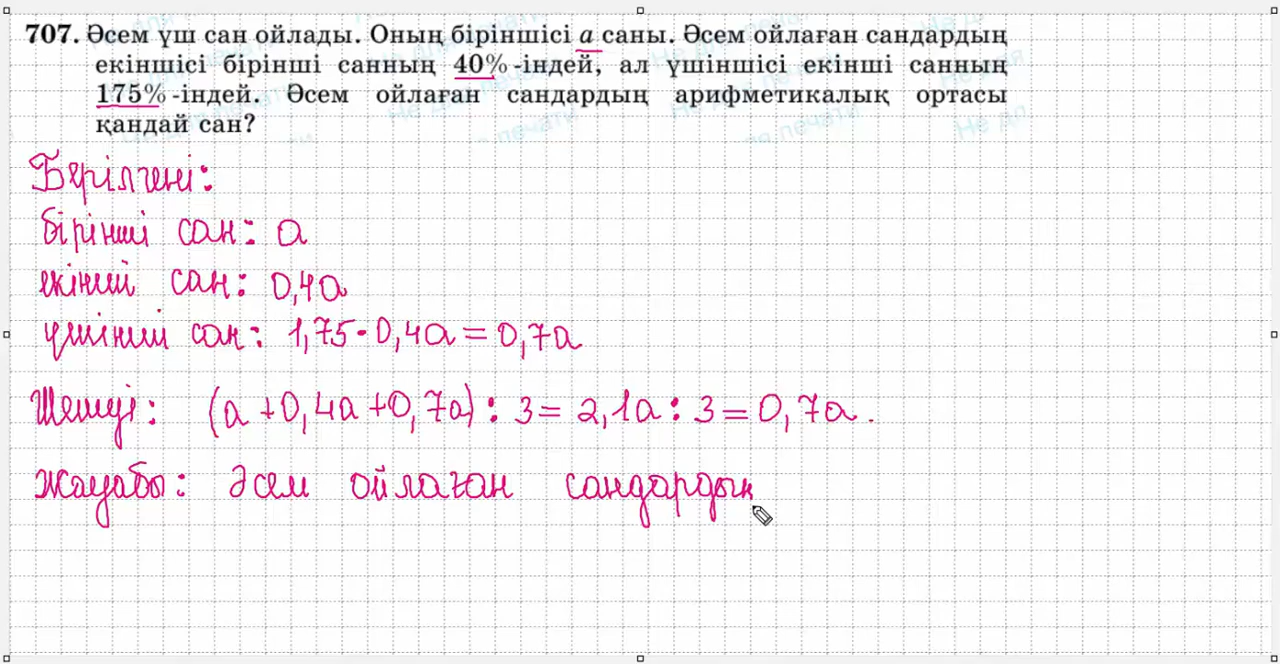 707. Әсем үш сан ойлады. Оның біріншісі a саны. Әсем ойлаған сандардың
екіншісі бірінші санның 40% -індей, ал үшіншісі екінші санның
175% -індей. Әсем ойлаған сандардың арифметикалық ортасы
қандай сан?
Берілгені:
бірінші сан: a
екінші сан: 0,4a
үшінші сан: 1,75·0,4a=0,7a
Шешуі: (a+0,4a+0,7a):3=2,1a:3=0,7a.
Жауабы: Әсем ойлаған сандардың